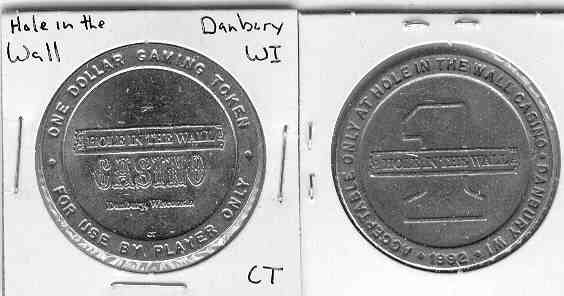 Hole in the
Wall
Danbury
WI
ONE DOLLAR GAMING TOKEN
HOLE IN THE WALL
CASINO
Danbury, Wisconsin
CT
FOR USE BY PLAYER ONLY
CT
ACCEPTABLE ONLY AT HOLE IN THE WALL CASINO • DANBURY WI
1
HOLE IN THE WALL
• 1992 •